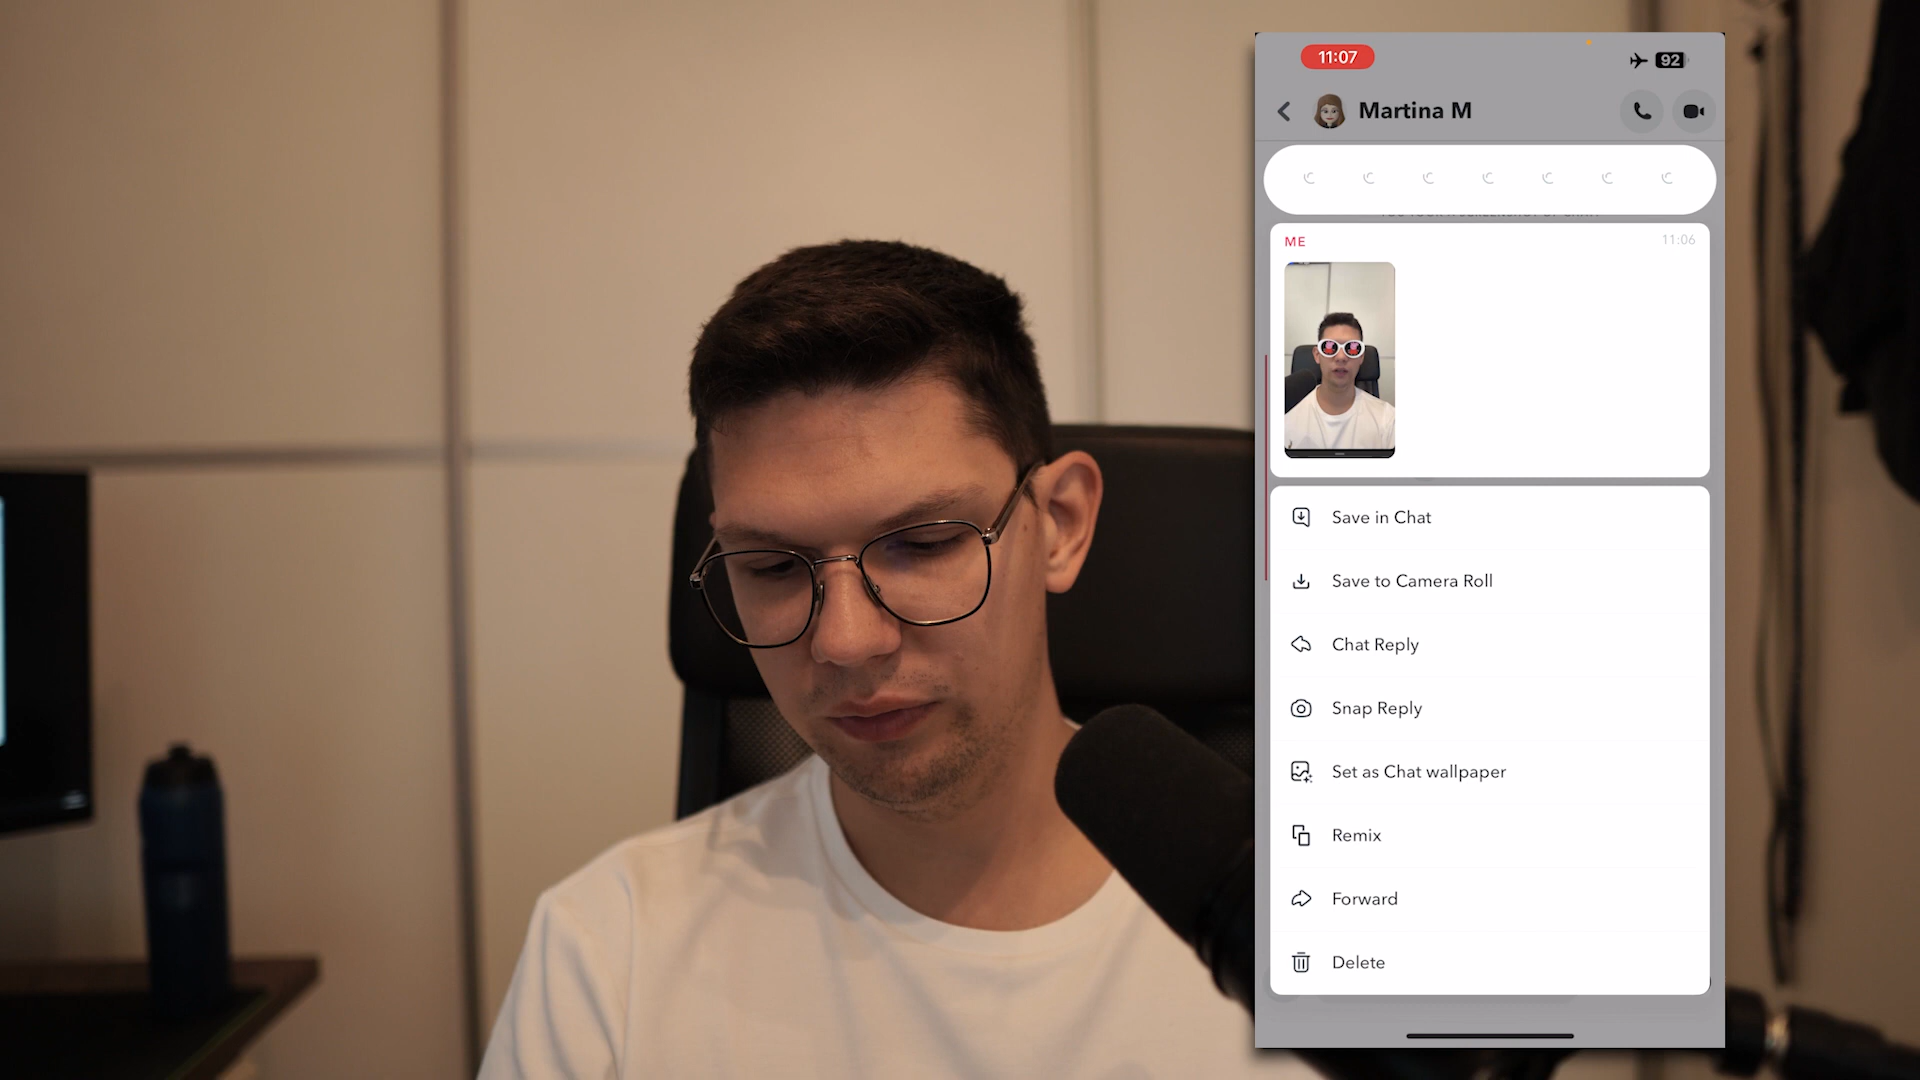 11:07
92
Martina M
ME
11:06
Save in Chat
Save to Camera Roll
Chat Reply
Snap Reply
Set as Chat wallpaper
Remix
Forward
Delete